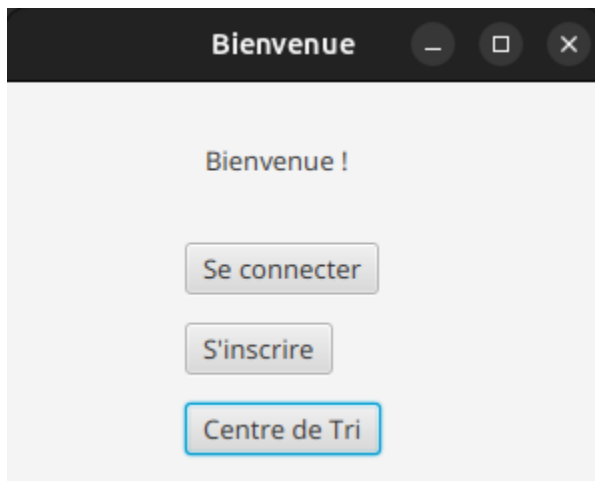 Bienvenue
Bienvenue !
Se connecter
S'inscrire
Centre de Tri